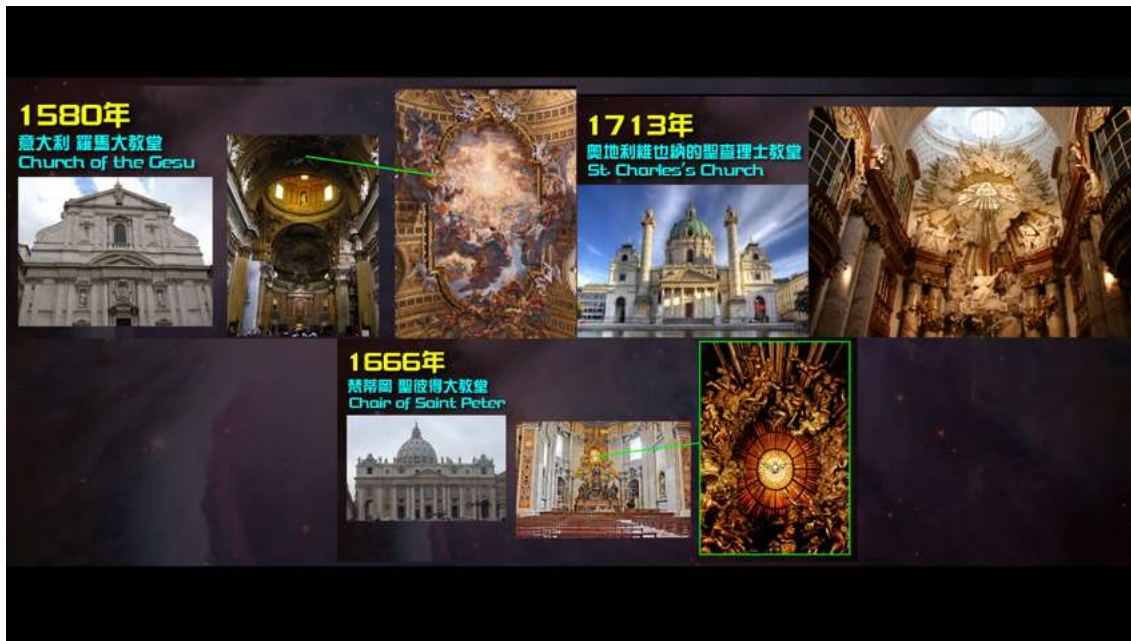 1580年
意大利 羅馬大教堂
Church of the Gesu
1713年
奧地利維也納的聖查理士教堂
St. Charles's Church
1666年
梵蒂岡 聖彼得大教堂
Chair of Saint Peter